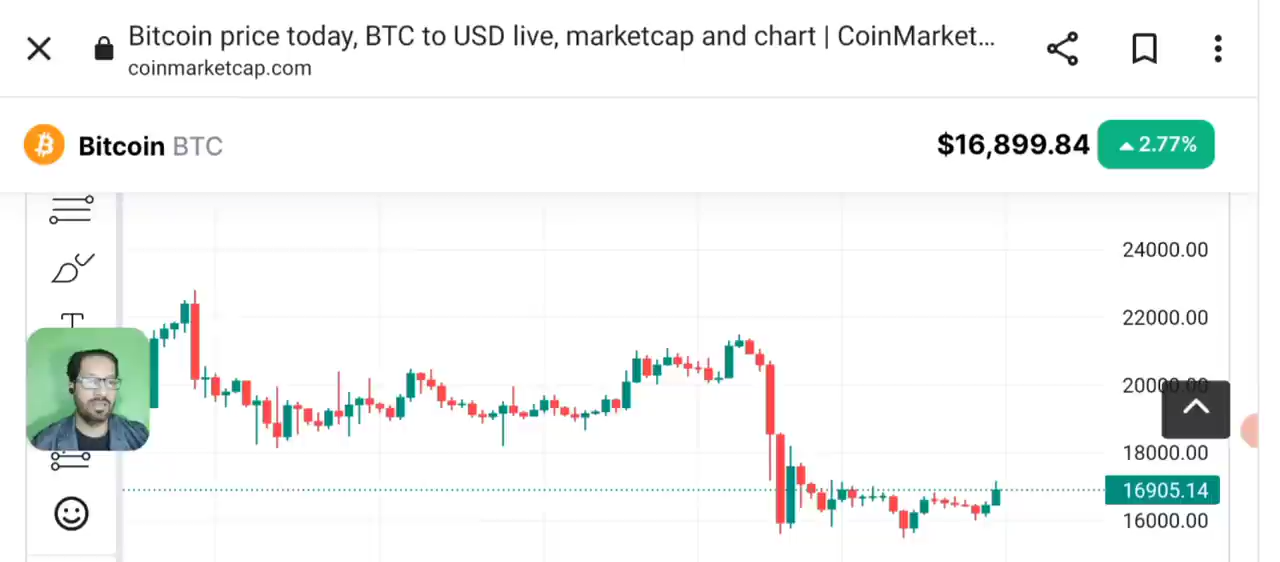 Bitcoin price today, BTC to USD live, marketcap and chart | CoinMarket...
coinmarketcap.com
Bitcoin BTC
$16,899.84
2.77%
T
24000.00
22000.00
20000.00
18000.00
16905.14
16000.00